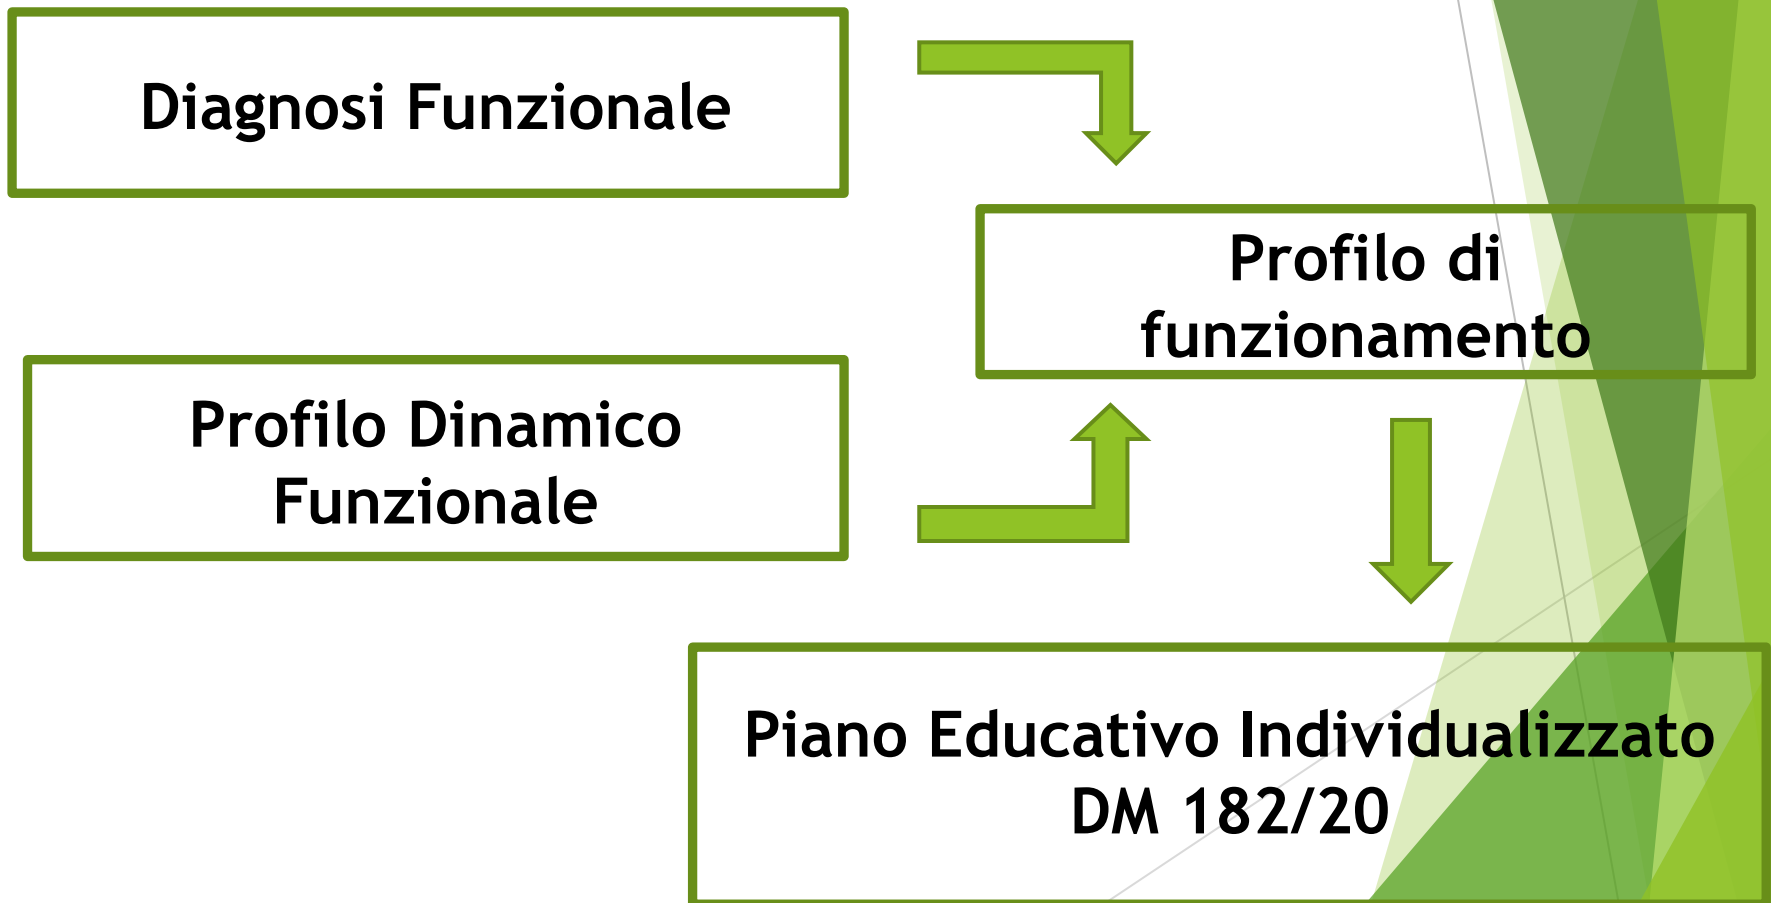 Diagnosi Funzionale
Profilo di
funzionamento
Profilo Dinamico
Funzionale
Piano Educativo Individualizzato
DM 182/20